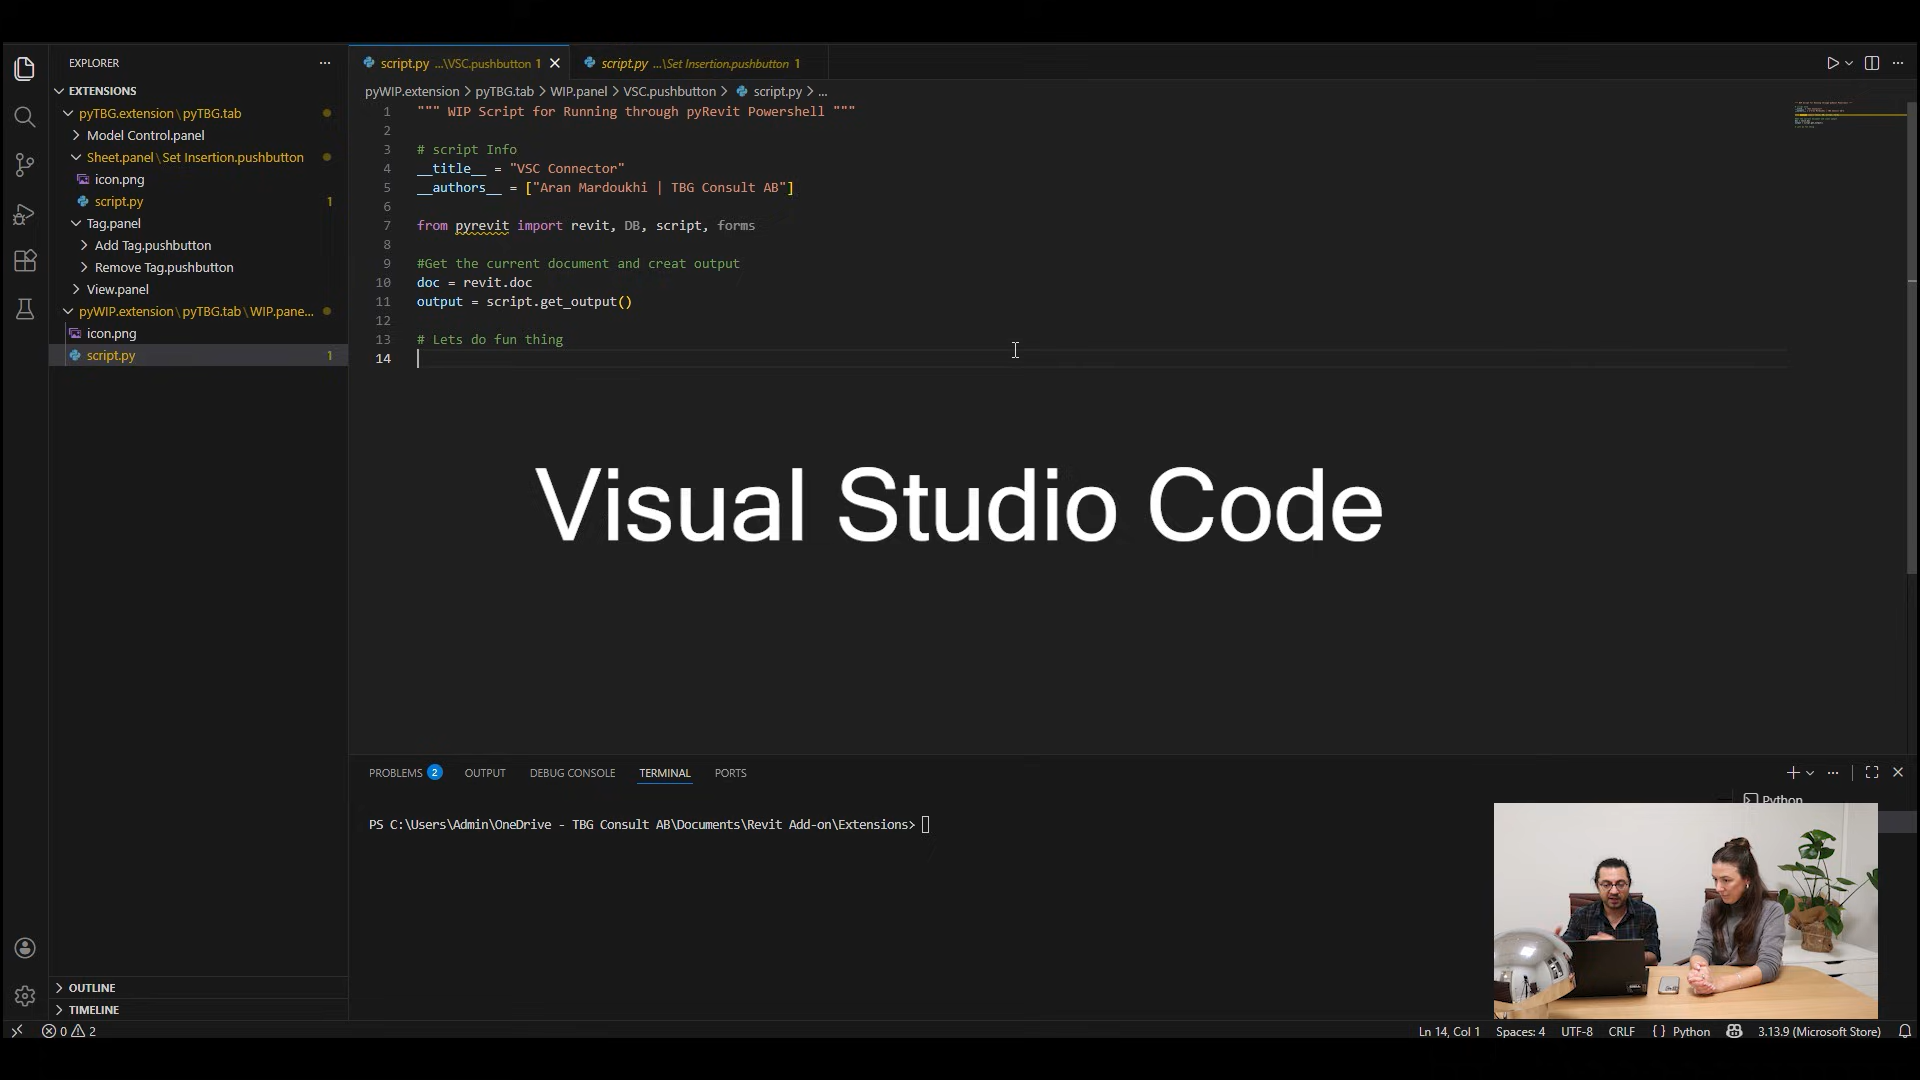 EXPLORER
EXTENSIONS
pyTBG.extension\pyTBG.tab
Model Control.panel
Sheet.panel\Set Insertion.pushbutton
icon.png
script.py 1
Tag.panel
Add Tag.pushbutton
Remove Tag.pushbutton
View.panel
pyWIP.extension\pyTBG.tab\WIP.pane...
icon.png
script.py 1
OUTLINE
TIMELINE
script.py ...\VSC.pushbutton 1
script.py ...\Set Insertion.pushbutton 1
pyWIP.extension > pyTBG.tab > WIP.panel > VSC.pushbutton > script.py > ...
1 """ WIP Script for Running through pyRevit Powershell """
2
3 # script Info
4 __title__ = "VSC Connector"
5 __authors__ = ["Aran Mardoukhi | TBG Consult AB"]
6
7 from pyrevit import revit, DB, script, forms
8
9 #Get the current document and creat output
10 doc = revit.doc
11 output = script.get_output()
12
13 # Lets do fun thing
14
Visual Studio Code
PROBLEMS 2 OUTPUT DEBUG CONSOLE TERMINAL PORTS
Python
PS C:\Users\Admin\OneDrive - TBG Consult AB\Documents\Revit Add-on\Extensions>
0 2
Ln 14, Col 1 Spaces: 4 UTF-8 CRLF { } Python 3.13.9 (Microsoft Store)